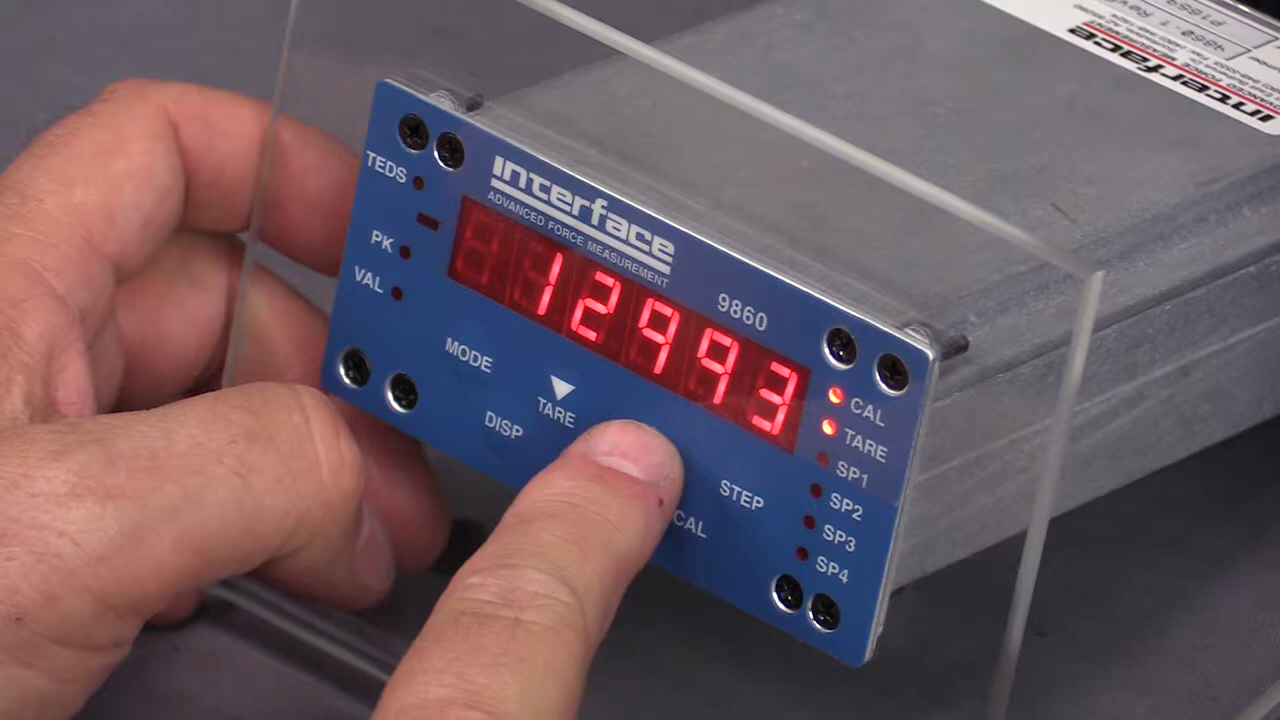 TEDS
Interface
ADVANCED FORCE MEASUREMENT
PK
VAL
9860
12993
MODE
TARE
DISP
STEP
CAL
CAL
TARE
SP1
SP2
SP3
SP4
Interface